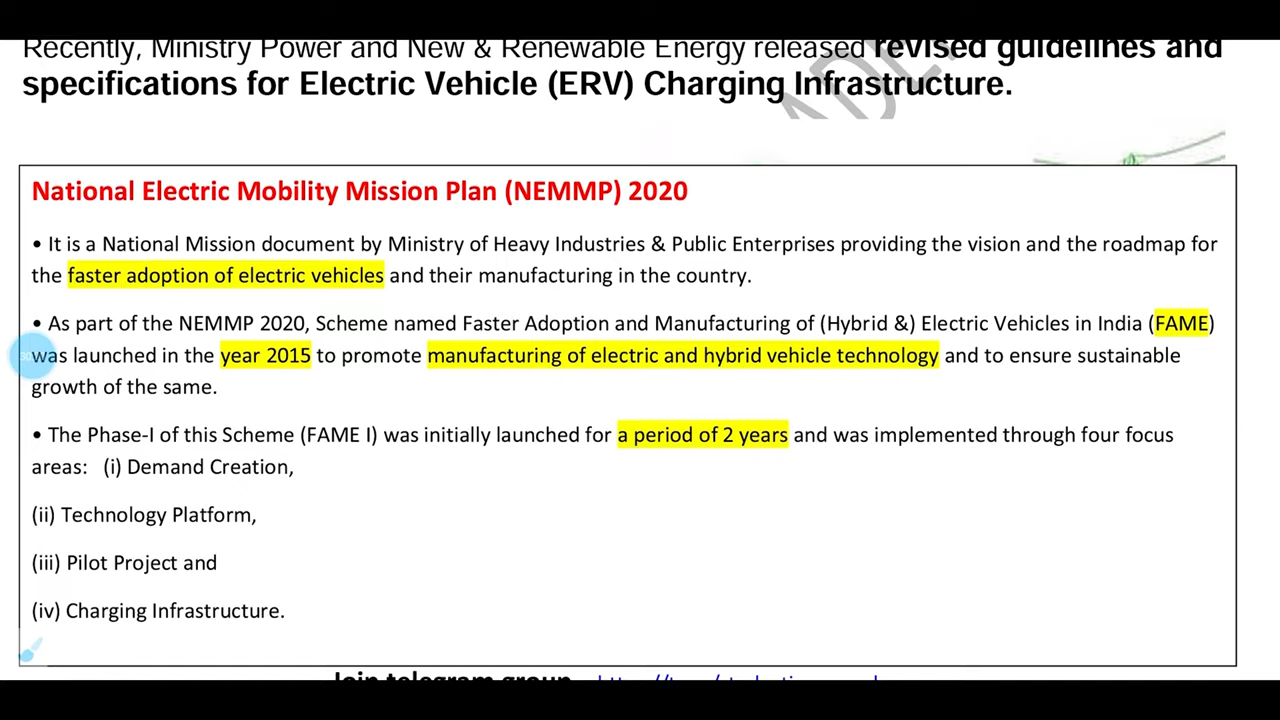 Recently, Ministry Power and New & Renewable Energy released revised guidelines and
specifications for Electric Vehicle (ERV) Charging Infrastructure.
National Electric Mobility Mission Plan (NEMMP) 2020
• It is a National Mission document by Ministry of Heavy Industries & Public Enterprises providing the vision and the roadmap for
the faster adoption of electric vehicles and their manufacturing in the country.
• As part of the NEMMP 2020, Scheme named Faster Adoption and Manufacturing of (Hybrid &) Electric Vehicles in India (FAME)
was launched in the year 2015 to promote manufacturing of electric and hybrid vehicle technology and to ensure sustainable
growth of the same.
• The Phase-I of this Scheme (FAME I) was initially launched for a period of 2 years and was implemented through four focus
areas: (i) Demand Creation,
(ii) Technology Platform,
(iii) Pilot Project and
(iv) Charging Infrastructure.
Join telegram group